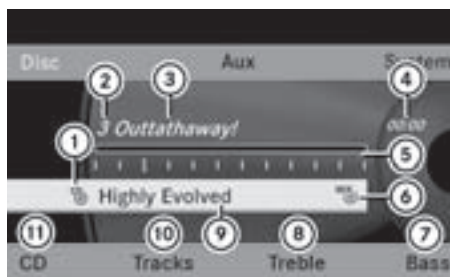 Disc Aux System
2 3 4
3 Outtathaway! 00:00
1 5
Highly Evolved 6
11 10 9 8 7
CD Tracks Treble Bass